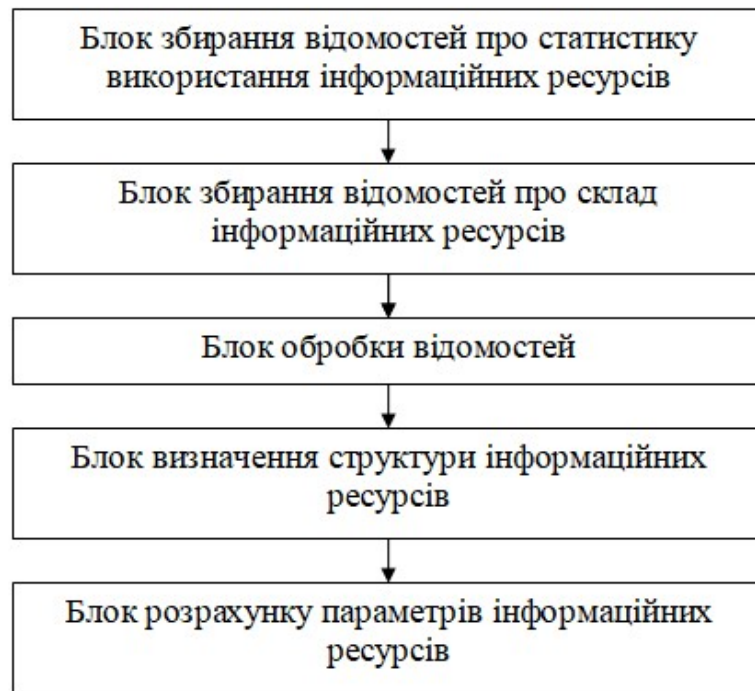 Блок збирання відомостей про статистику
використання інформаційних ресурсів
Блок збирання відомостей про склад
інформаційних ресурсів
Блок обробки відомостей
Блок визначення структури інформаційних
ресурсів
Блок розрахунку параметрів інформаційних
ресурсів